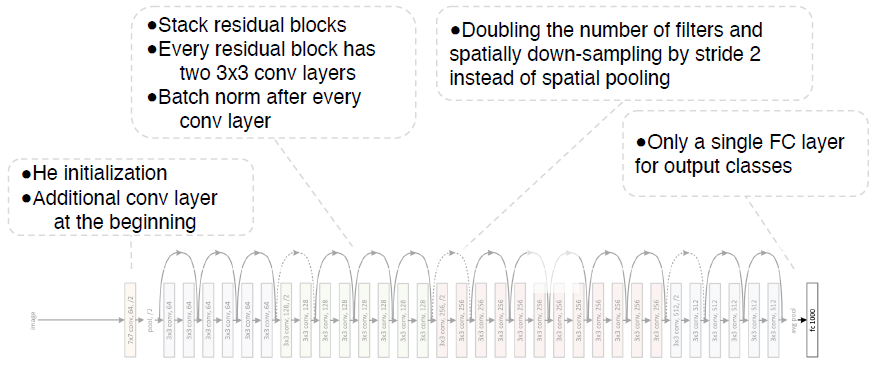 ●Stack residual blocks
●Every residual block has
two 3x3 conv layers
●Batch norm after every
conv layer
●Doubling the number of filters and
spatially down-sampling by stride 2
instead of spatial pooling
●Only a single FC layer
for output classes
●He initialization
●Additional conv layer
at the beginning
image
7x7 conv, 64, /2
pool, /2
3x3 conv, 64
3x3 conv, 64
3x3 conv, 64
3x3 conv, 64
3x3 conv, 64
3x3 conv, 64
3x3 conv, 128, /2
3x3 conv, 128
3x3 conv, 128
3x3 conv, 128
3x3 conv, 128
3x3 conv, 128
3x3 conv, 128
3x3 conv, 128
3x3 conv, 256, /2
3x3 conv, 256
3x3 conv, 256
3x3 conv, 256
3x3 conv, 256
3x3 conv, 256
3x3 conv, 256
3x3 conv, 256
3x3 conv, 256
3x3 conv, 256
3x3 conv, 256
3x3 conv, 256
3x3 conv, 512, /2
3x3 conv, 512
3x3 conv, 512
3x3 conv, 512
3x3 conv, 512
3x3 conv, 512
avg pool
fc 1000